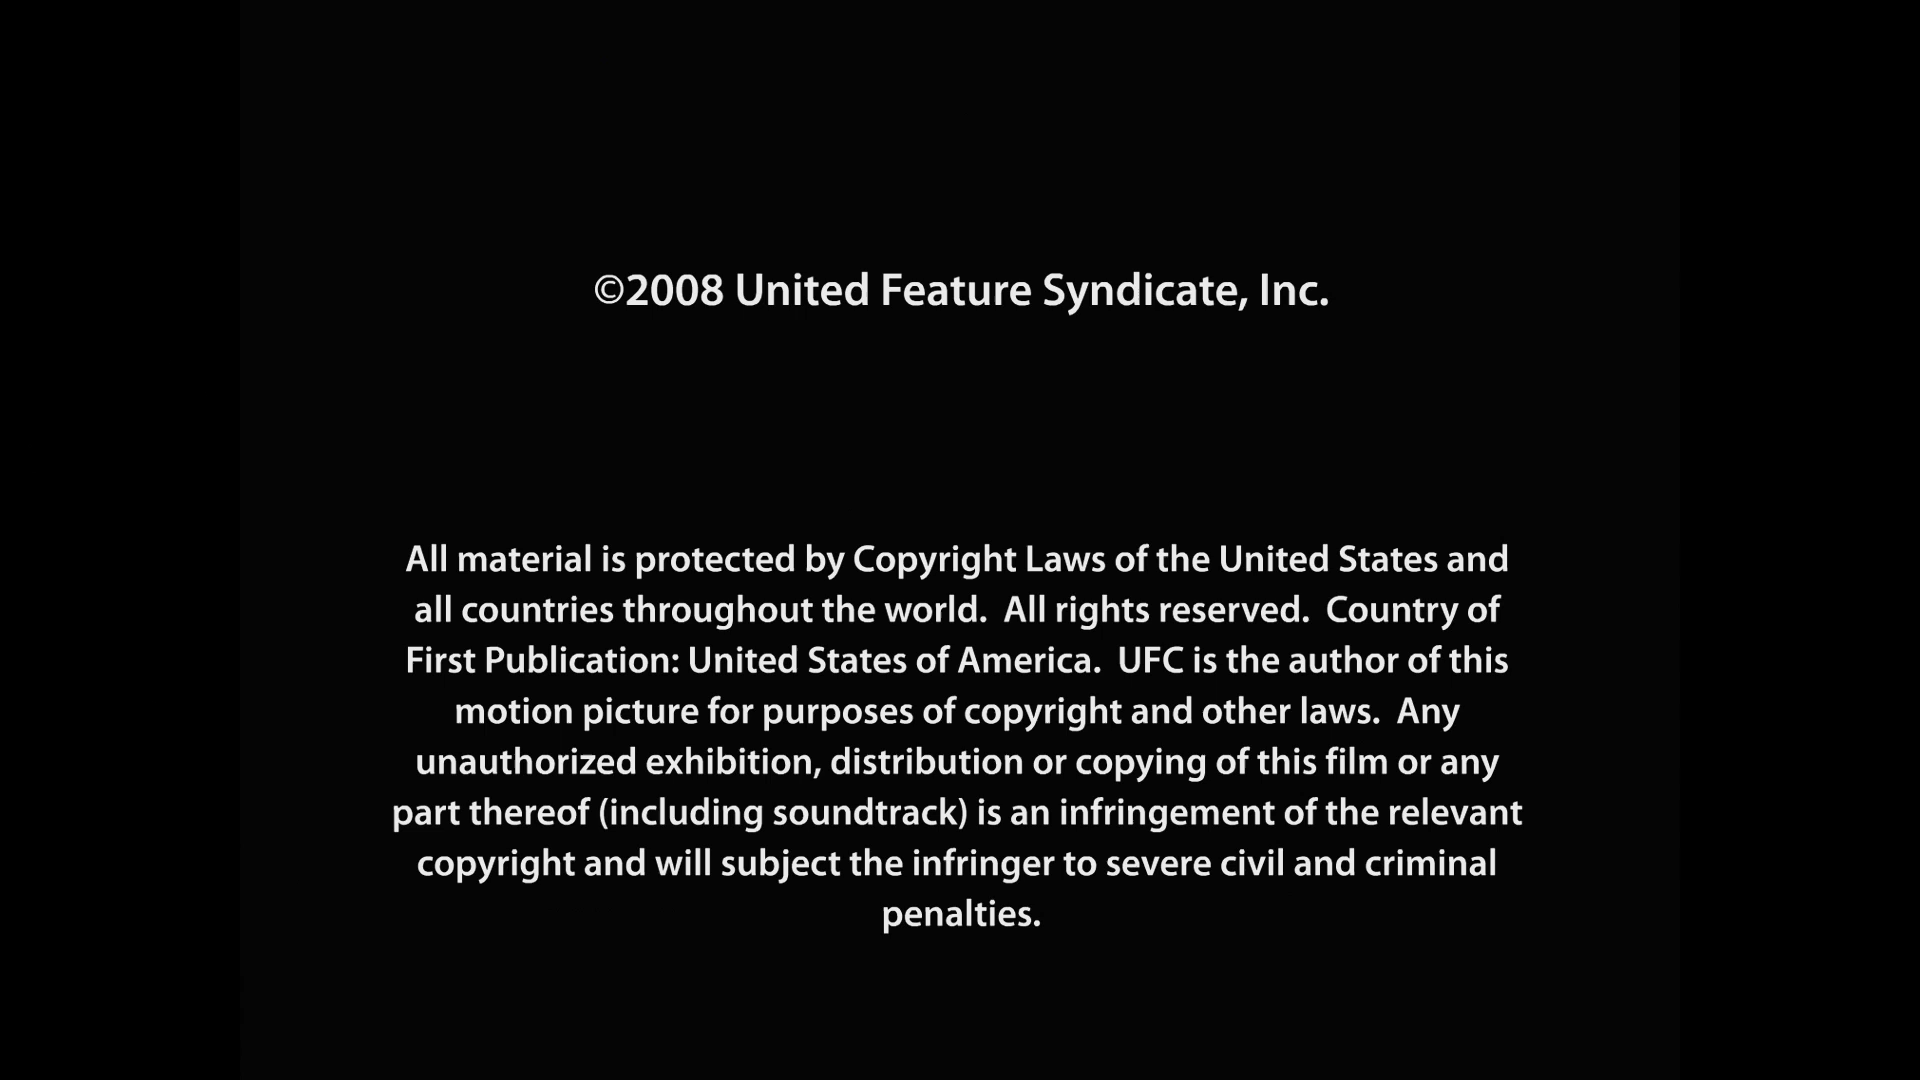 ©2008 United Feature Syndicate, Inc.
All material is protected by Copyright Laws of the United States and
all countries throughout the world.  All rights reserved.  Country of
First Publication: United States of America.  UFC is the author of this
motion picture for purposes of copyright and other laws.  Any
unauthorized exhibition, distribution or copying of this film or any
part thereof (including soundtrack) is an infringement of the relevant
copyright and will subject the infringer to severe civil and criminal
penalties.